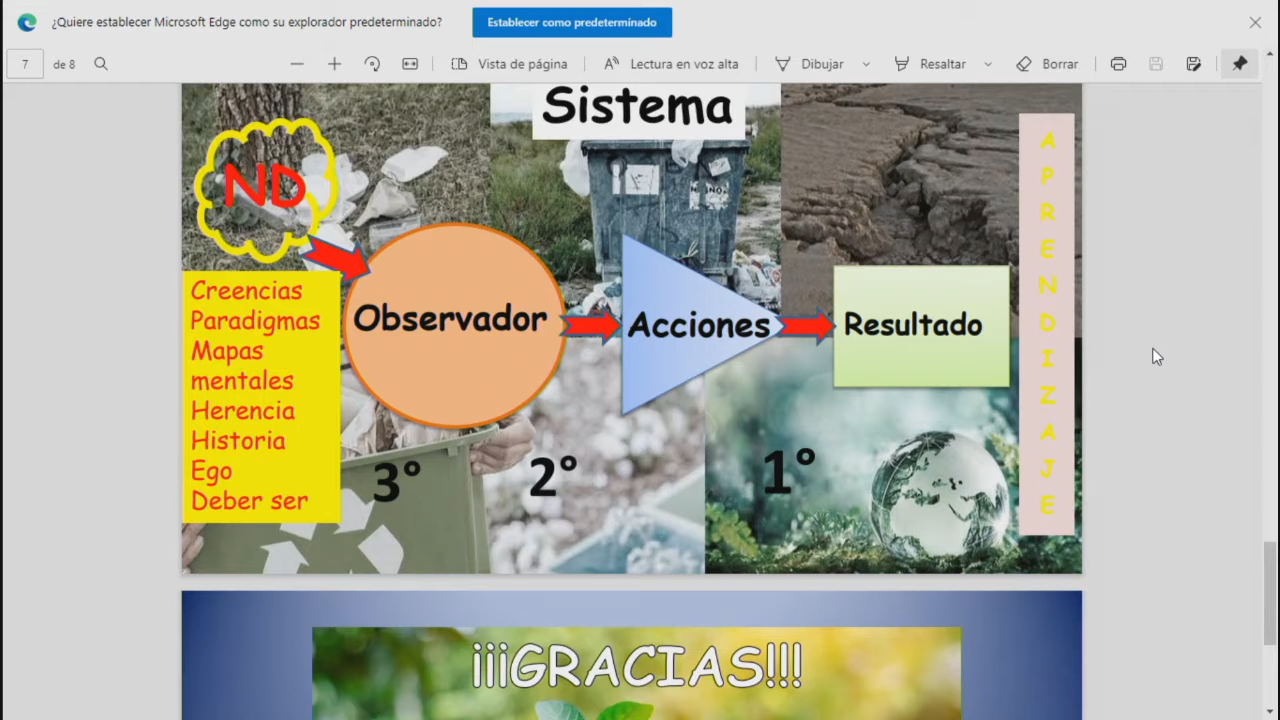 ¿Quiere establecer Microsoft Edge como su explorador predeterminado?
Establecer como predeterminado
7
de 8
Vista de página
Lectura en voz alta
Dibujar
Resaltar
Borrar
Sistema
ND
Creencias
Paradigmas
Mapas
mentales
Herencia
Historia
Ego
Deber ser
Observador
Acciones
Resultado
3°
2°
1°
A
P
R
E
N
D
I
Z
A
J
E
¡¡¡GRACIAS!!!